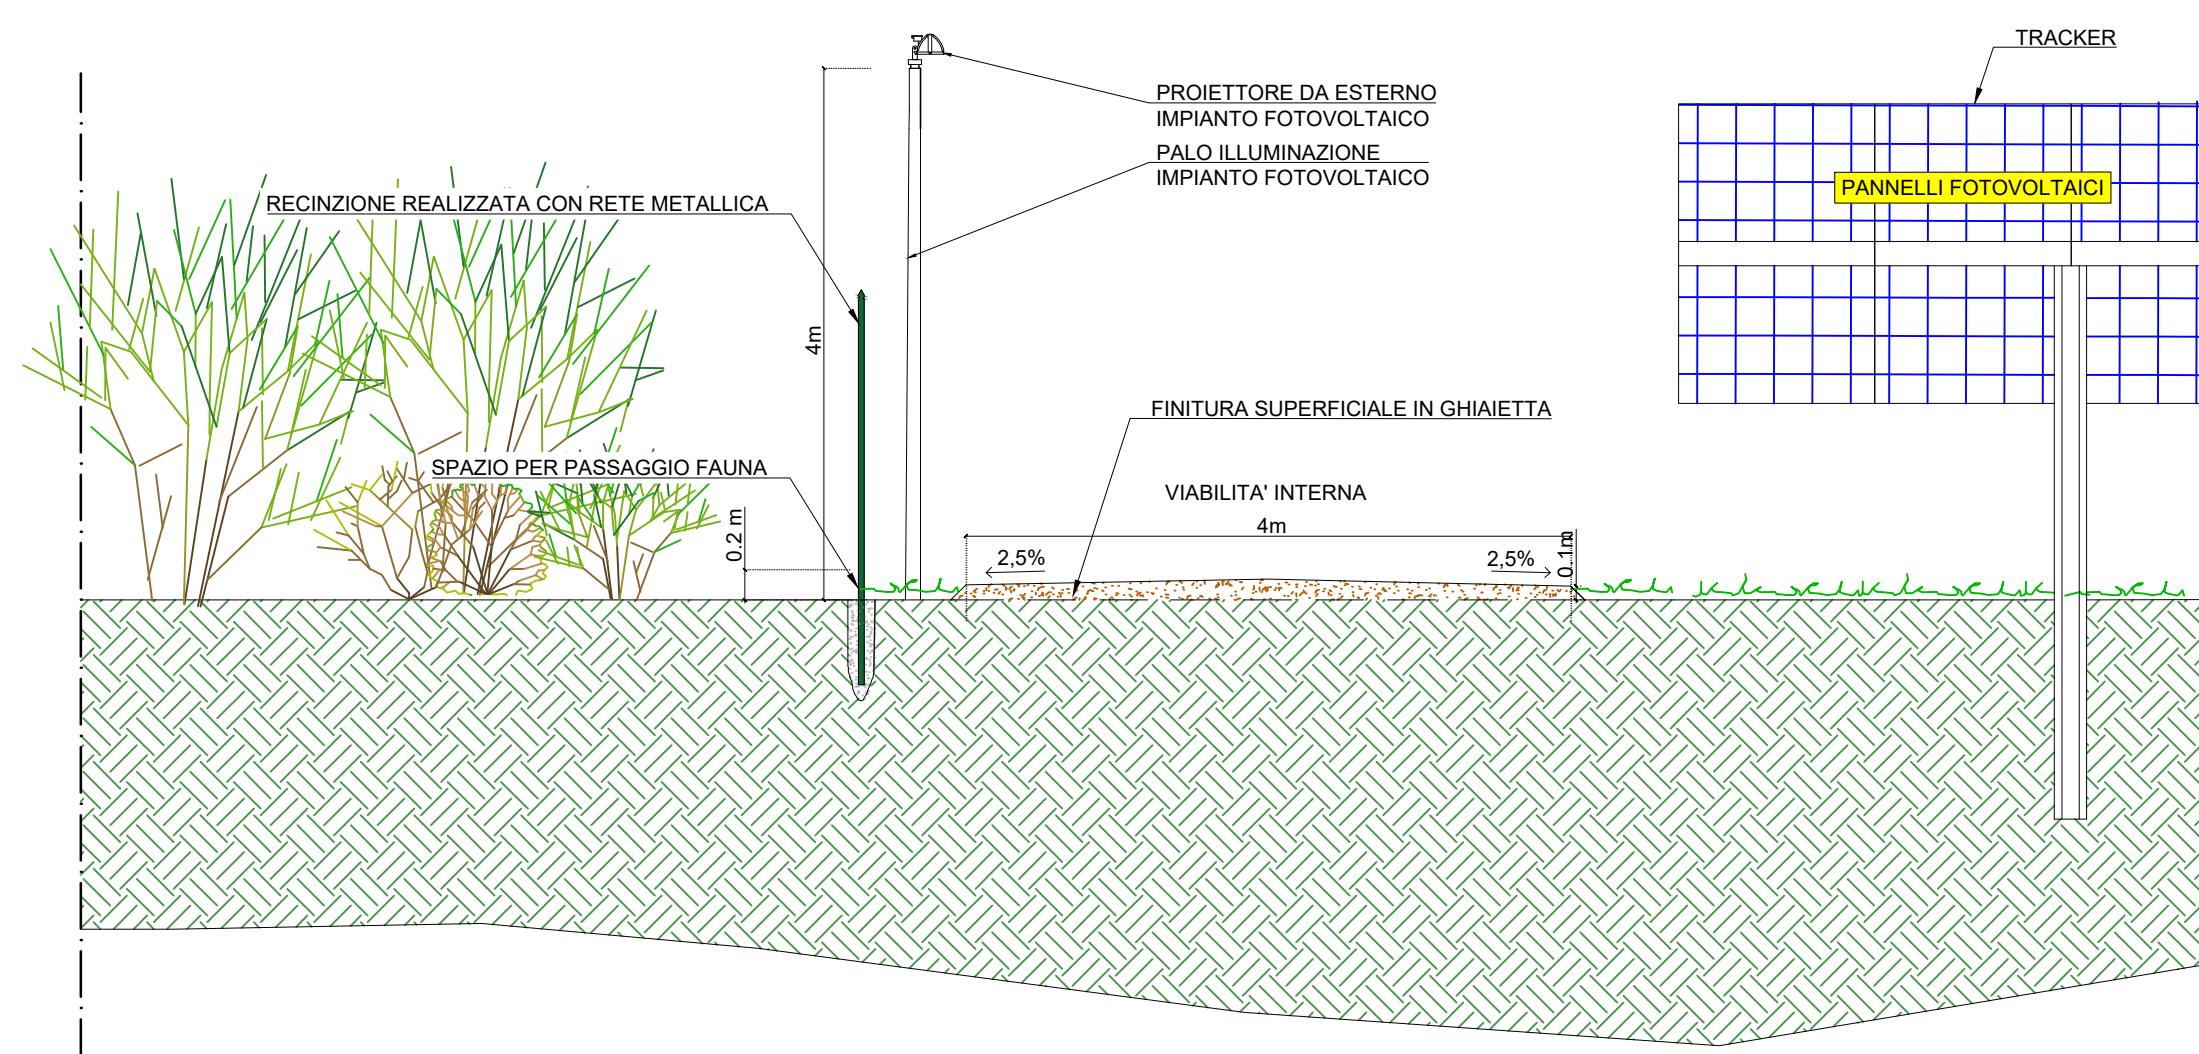 TRACKER
PROIETTORE DA ESTERNO
IMPIANTO FOTOVOLTAICO
PALO ILLUMINAZIONE
IMPIANTO FOTOVOLTAICO
PANNELLI FOTOVOLTAICI
RECINZIONE REALIZZATA CON RETE METALLICA
4m
FINITURA SUPERFICIALE IN GHIAIETTA
SPAZIO PER PASSAGGIO FAUNA
VIABILITA' INTERNA
4m
0.2 m
2,5%
2,5%
0.1m